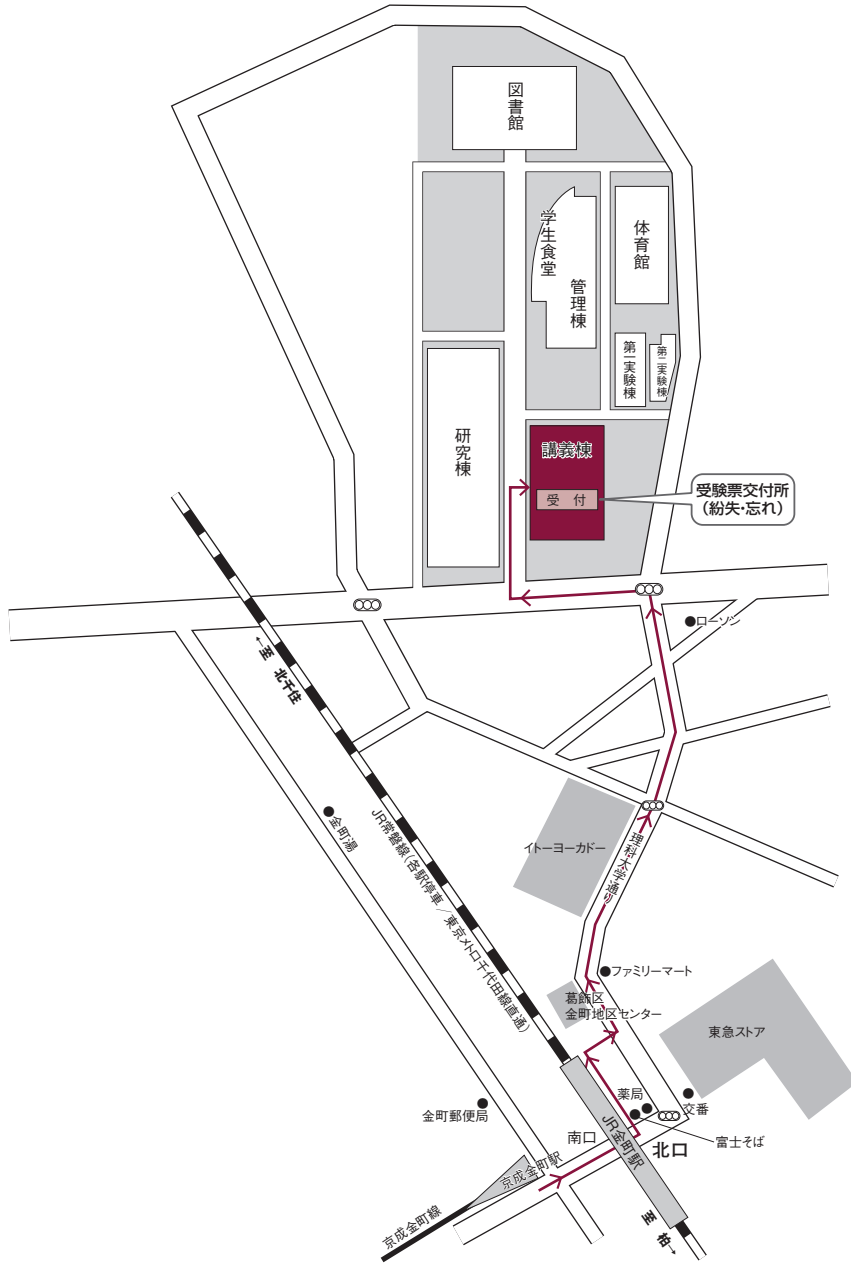 図書館
学生食堂
管理棟
体育館
第一実験棟
第二実験棟
研究棟
講義棟
受 付
受験票交付所
(紛失・忘れ)
ローソン
←至 北千住
金町湯
JR常磐線(各駅停車/東京メトロ千代田線直通)
イトーヨーカドー
理科大学通り
ファミリーマート
葛飾区
金町地区センター
東急ストア
薬局
交番
金町郵便局
富士そば
南口
JR金町駅
北口
京成金町駅
京成金町線
至 柏→